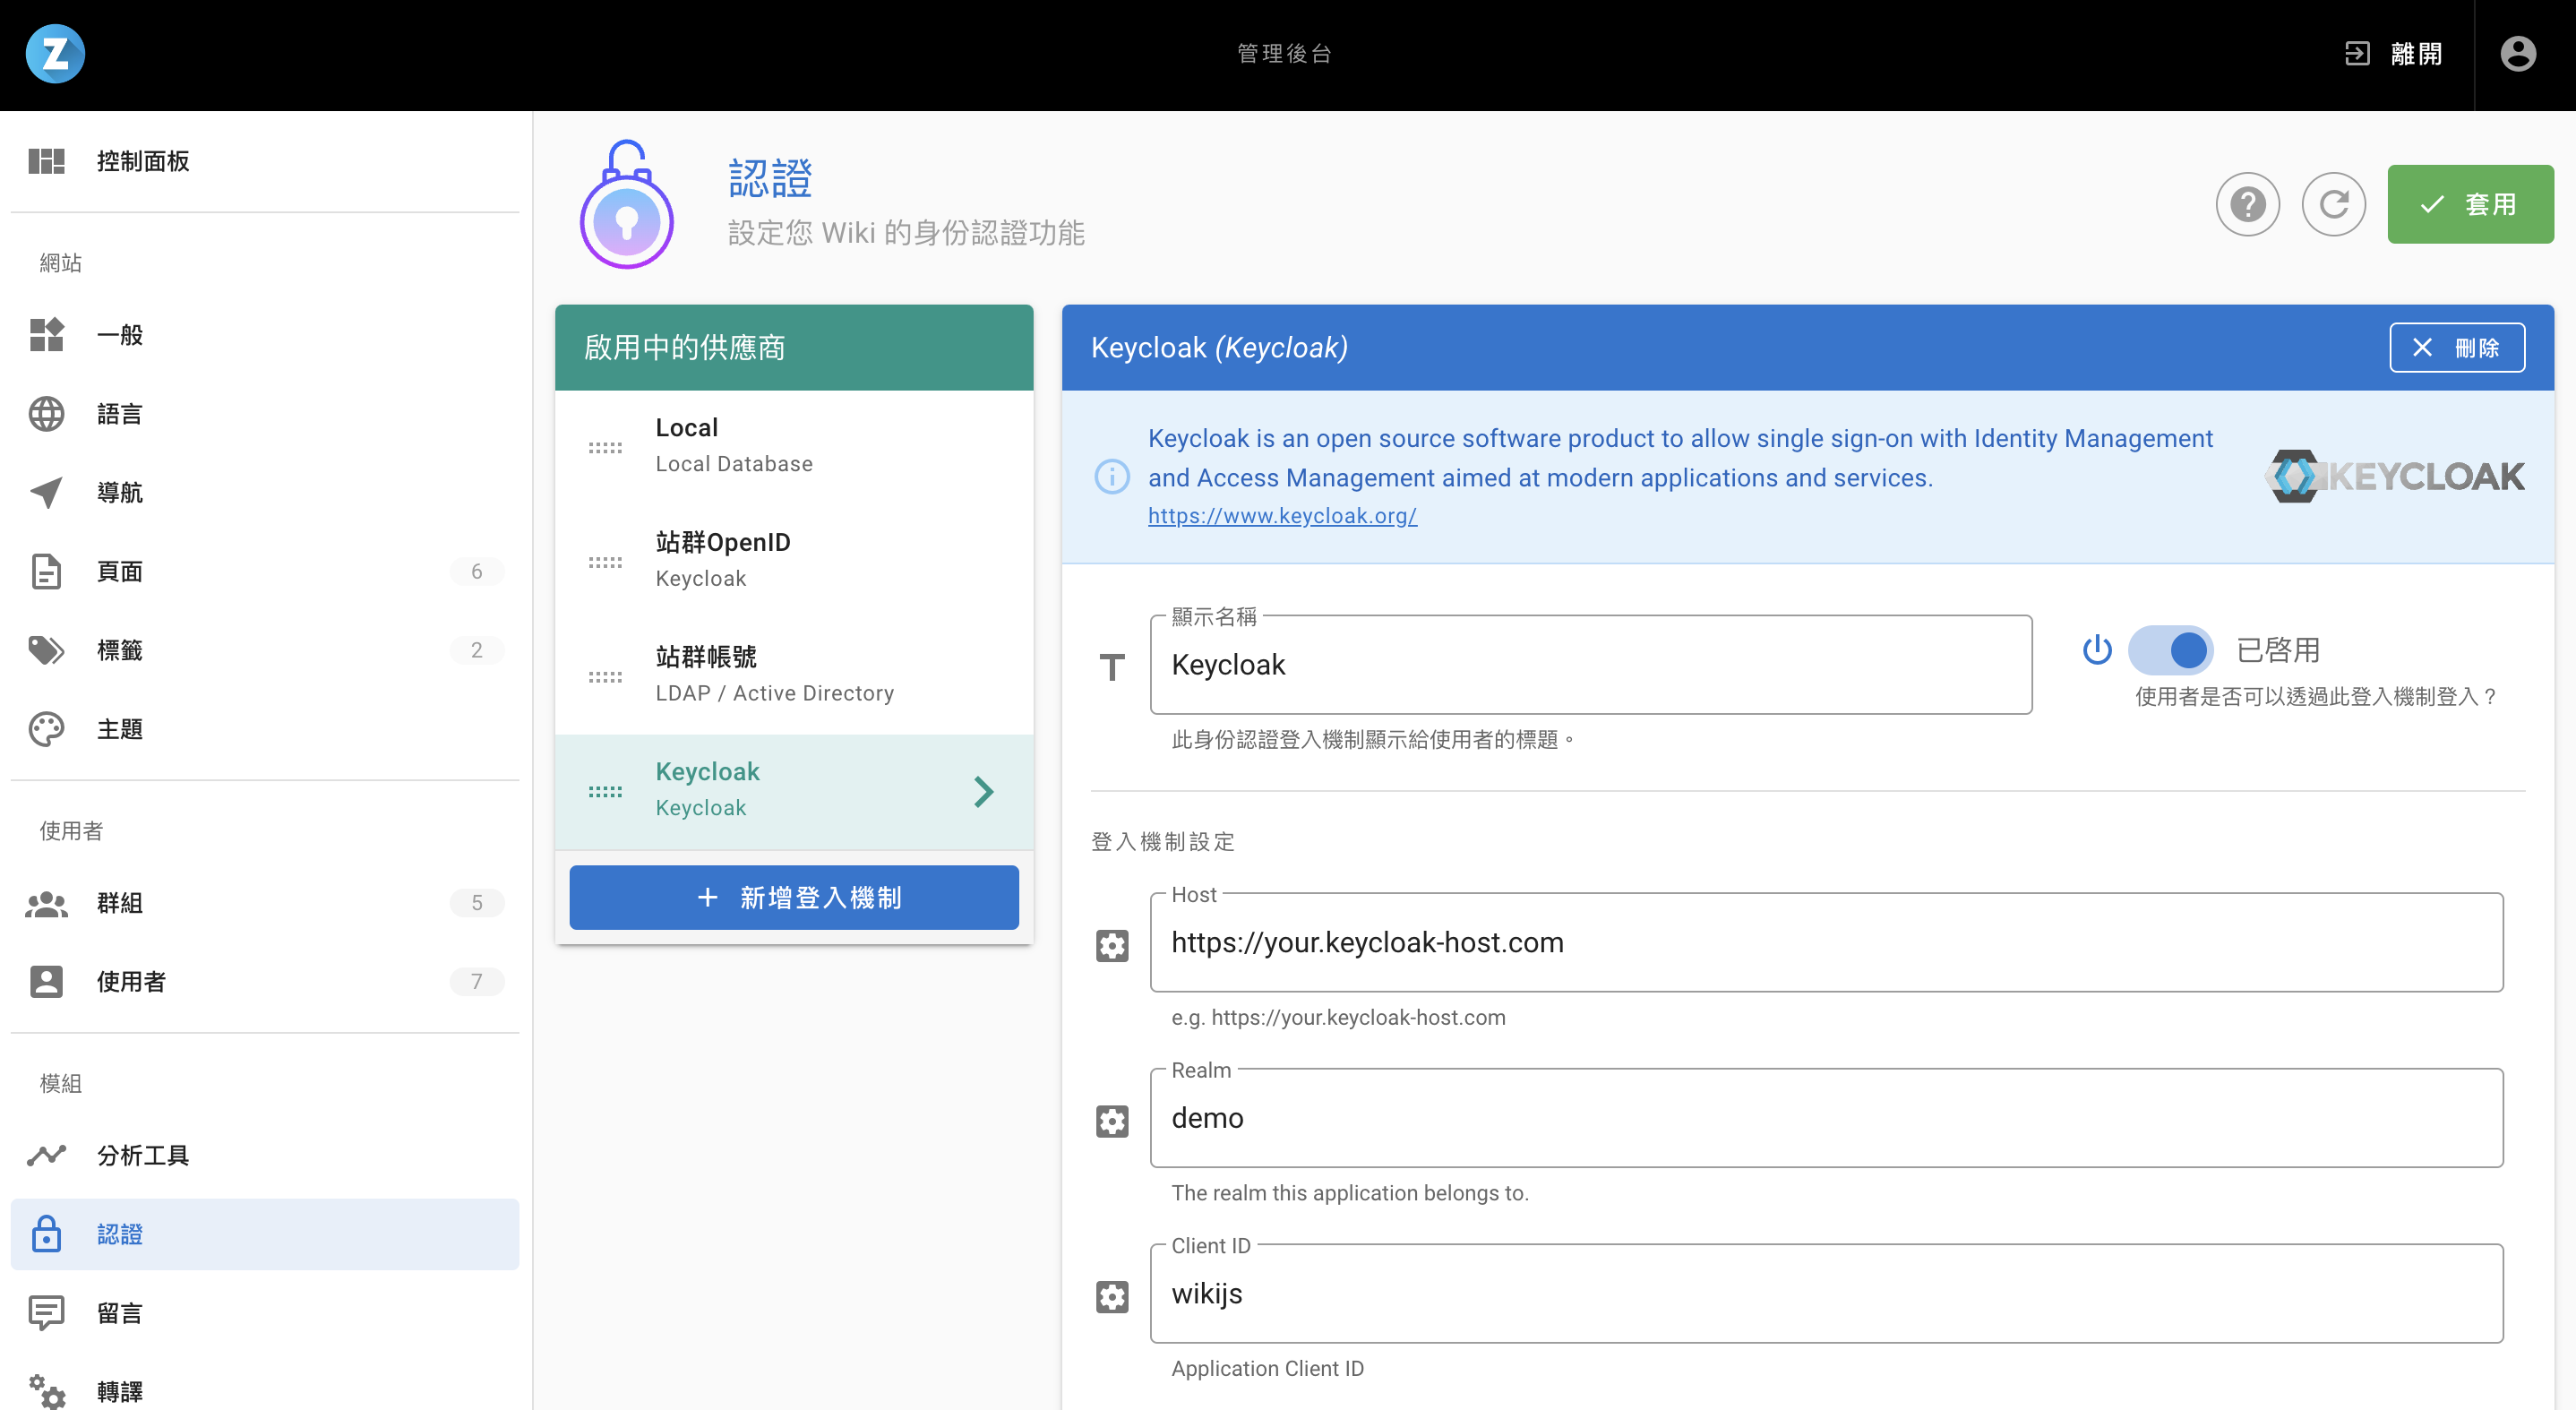 Z
管理後台
離開
控制面板
網站
一般
語言
導航
頁面
6
標籤
2
主題
使用者
群組
5
使用者
7
模組
分析工具
認證
留言
轉譯
認證
設定您 Wiki 的身份認證功能
套用
啟用中的供應商
Local
Local Database
站群OpenID
Keycloak
站群帳號
LDAP / Active Directory
Keycloak
Keycloak
新增登入機制
Keycloak (Keycloak)
刪除
Keycloak is an open source software product to allow single sign-on with Identity Management
and Access Management aimed at modern applications and services.
https://www.keycloak.org/
KEYCLOAK
顯示名稱
Keycloak
此身份認證登入機制顯示給使用者的標題。
已啓用
使用者是否可以透過此登入機制登入？
登入機制設定
Host
https://your.keycloak-host.com
e.g. https://your.keycloak-host.com
Realm
demo
The realm this application belongs to.
Client ID
wikijs
Application Client ID